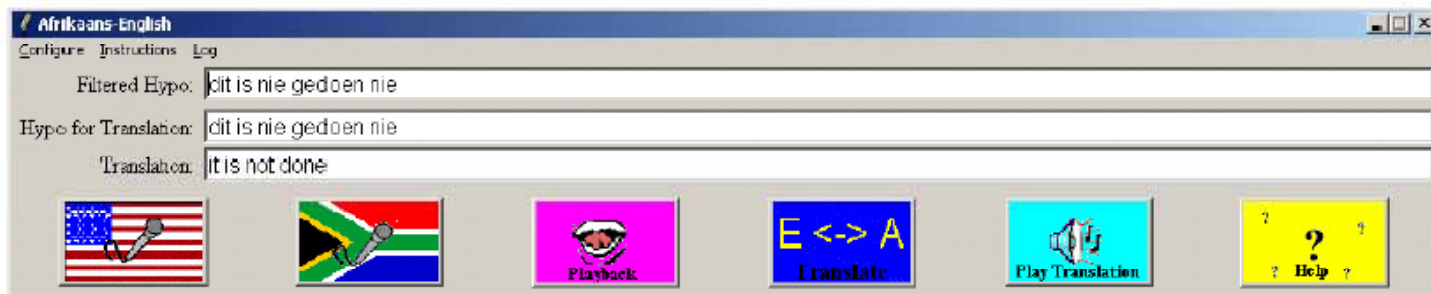 Afrikaans-English
Configure Instructions Log
Filtered Hypo: dit is nie gedoen nie
Hypo for Translation: dit is nie gedoen nie
Translation: it is not done
E <-> A
Playback Translate Play Translation ? ? ? ? Help ?